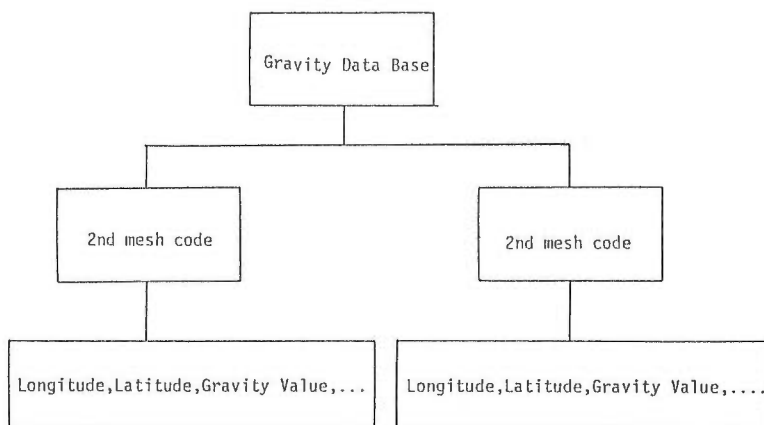 Gravity Data Base
2nd mesh code
2nd mesh code
Longitude,Latitude,Gravity Value,...
Longitude,Latitude,Gravity Value,....